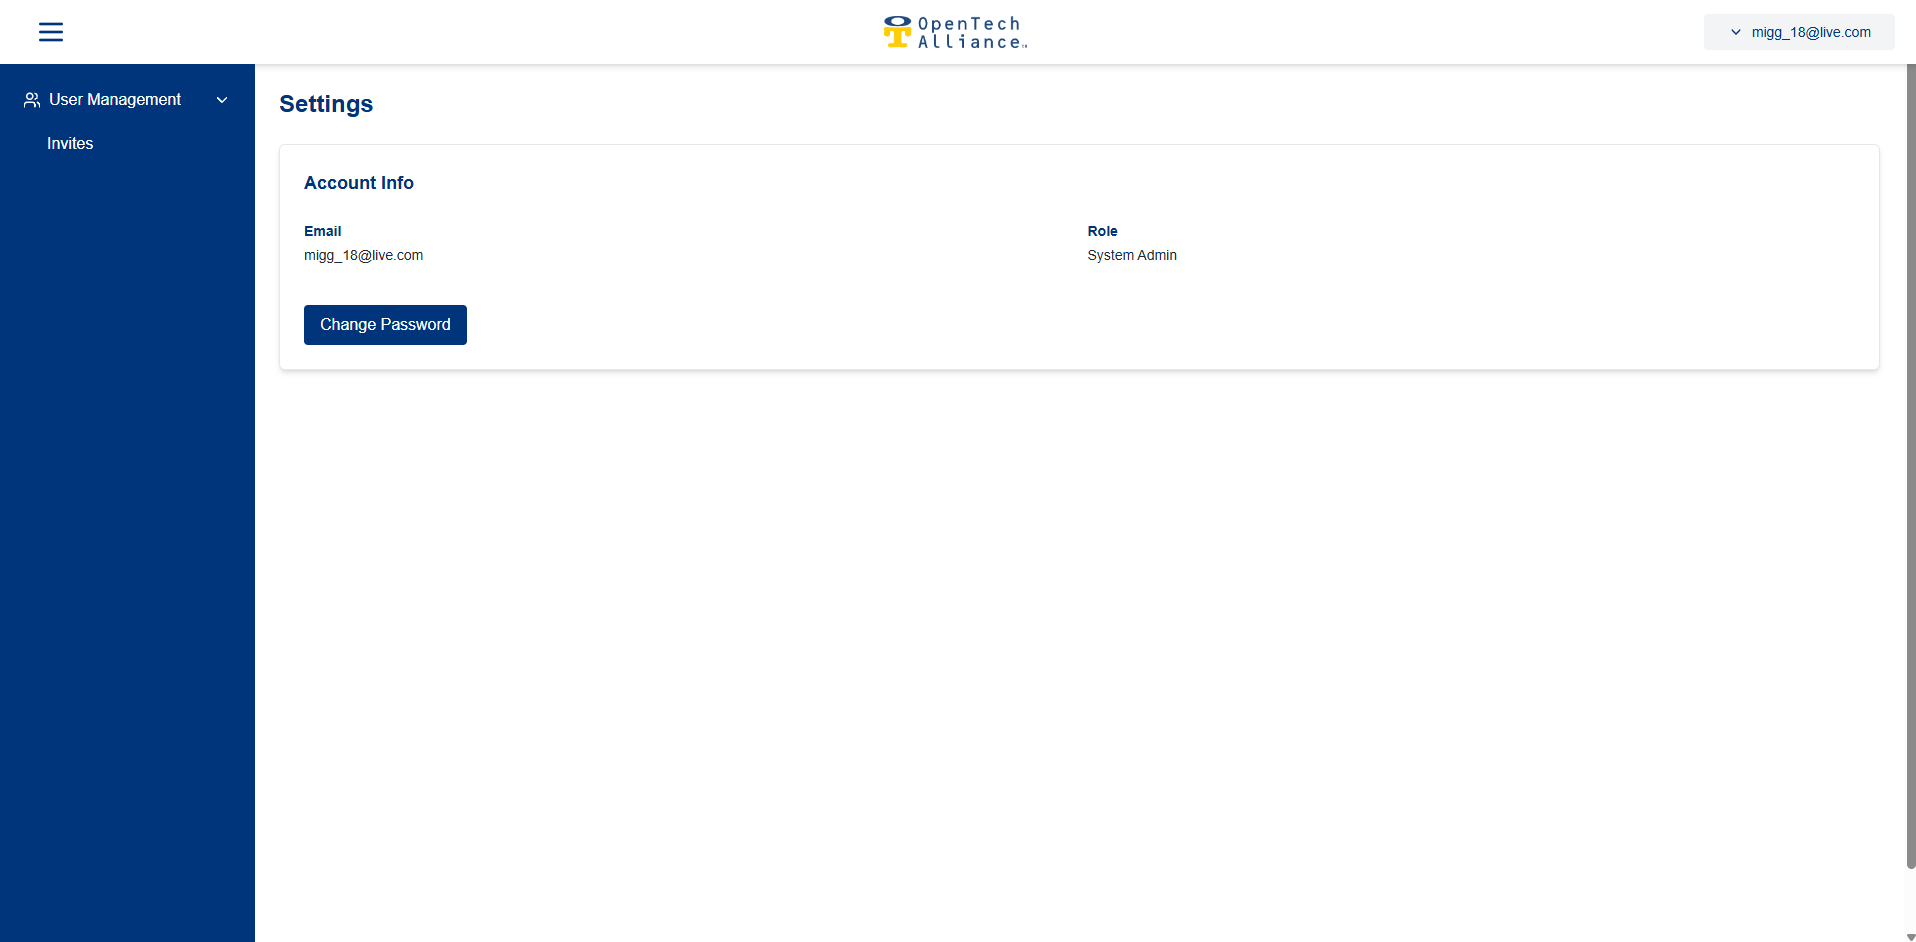 OpenTech
Alliance
migg_18@live.com
User Management
Invites
Settings
Account Info
Email
Role
migg_18@live.com
System Admin
Change Password